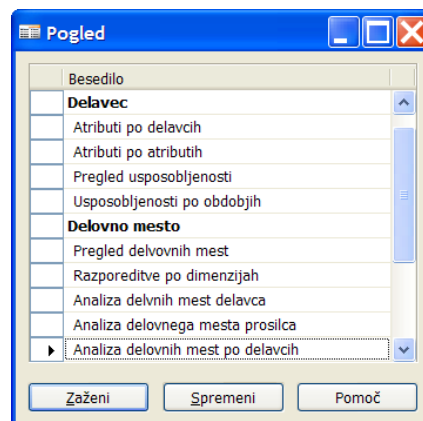 Pogled
Besedilo
Delavec
Atributi po delavcih
Atributi po atributih
Pregled usposobljenosti
Usposobljenosti po obdobjih
Delovno mesto
Pregled delvovnih mest
Razporeditve po dimenzijah
Analiza delvnih mest delavca
Analiza delovnega mesta prosilca
Analiza delovnih mest po delavcih
Zaženi Spremeni Pomoč